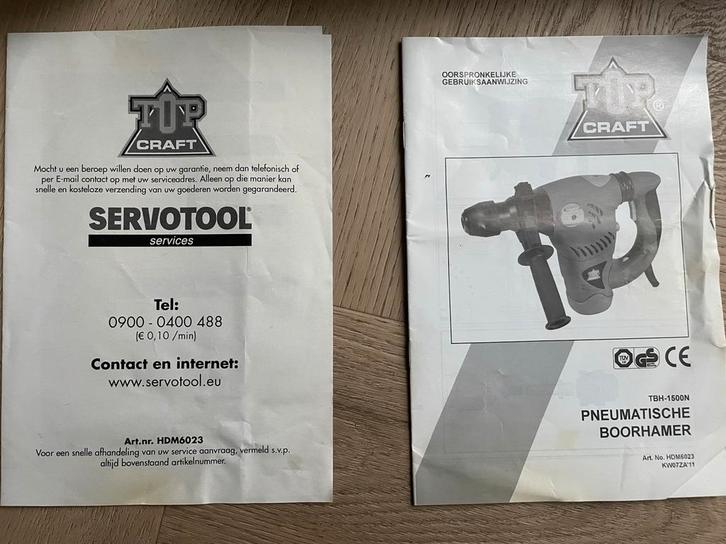 TOP
CRAFT
Mocht u een beroep willen doen op uw garantie, neem dan telefonisch of
per E-mail contact op met uw serviceadres. Alleen op die manier kan
snelle en kosteloze verzending van uw goederen worden gegarandeerd.
SERVOTOOL®
services
Tel:
0900 - 0400 488
(€ 0,10 /min)
Contact en internet:
www.servotool.eu
Art.nr. HDM6023
Voor een snelle afhandeling van uw service aanvraag, vermeld s.v.p.
altijd bovenstaand artikelnummer.
OORSPRONKELIJKE
GEBRUIKSAANWIJZING
TOP
CRAFT
®
TOP
CRAFT
TÜV
GS
CE
TBH-1500N
PNEUMATISCHE
BOORHAMER
Art. No. HDM6023
KW07ZA'11